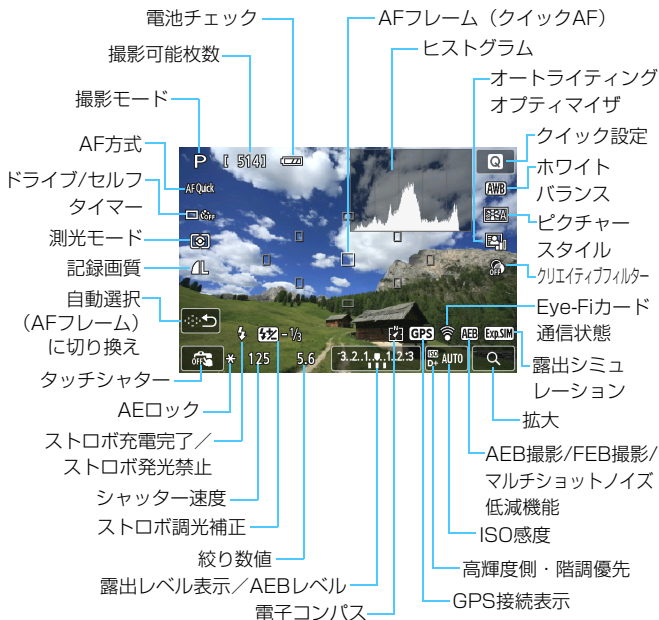 電池チェック
撮影可能枚数
撮影モード
AF方式
ドライブ/セルフ
タイマー
測光モード
記録画質
自動選択
（AFフレーム）
に切り換え
タッチシャター
AEロック
ストロボ充電完了／
ストロボ発光禁止
シャッター速度
ストロボ調光補正
絞り数値
露出レベル表示／AEBレベル
電子コンパス
AFフレーム（クイックAF）
ヒストグラム
オートライティング
オプティマイザ
クイック設定
ホワイト
バランス
ピクチャー
スタイル
クリエイティブフィルター
Eye-Fiカード
通信状態
露出シミュ
レーション
拡大
AEB撮影/FEB撮影/
マルチショットノイズ
低減機能
ISO感度
高輝度側・階調優先
GPS接続表示
P [ 514]
Q
AF Quick
AWB
OFF
L
OFF
-1/3
GPS
AEB
Exp.SIM
OFF
* 125 5.6
-3..2..1..0..1..2.:3
ISO
D+
AUTO